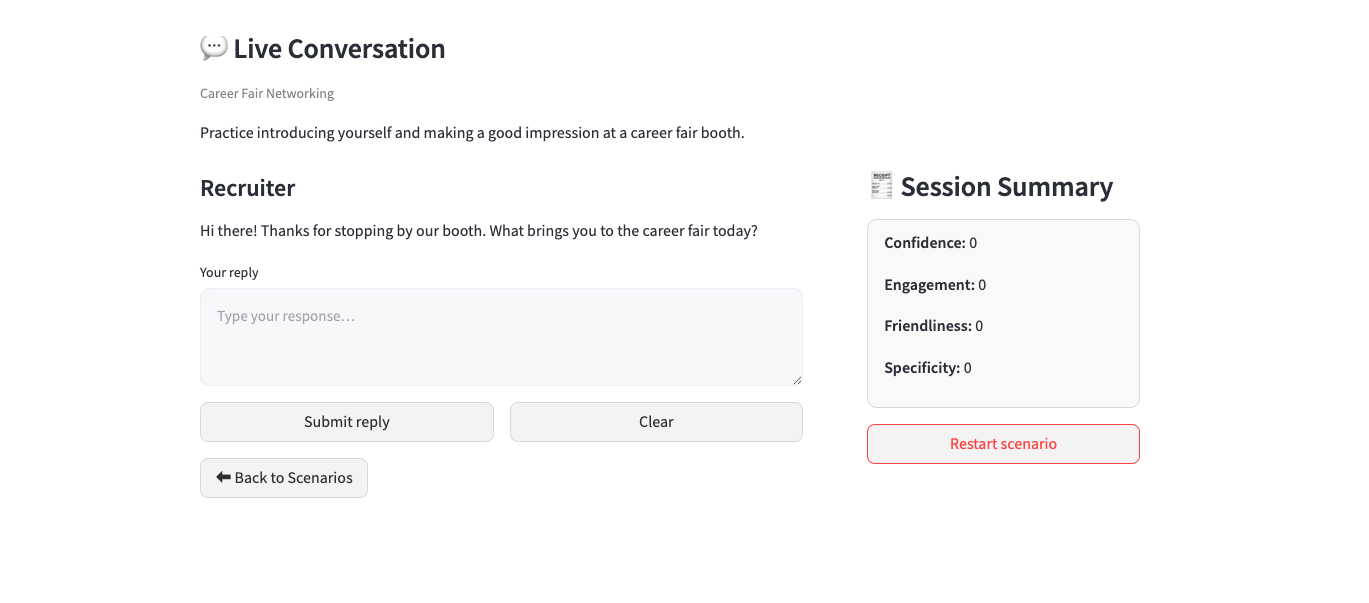 Live Conversation
Career Fair Networking
Practice introducing yourself and making a good impression at a career fair booth.
Recruiter
Hi there! Thanks for stopping by our booth. What brings you to the career fair today?
Your reply
Type your response...
Submit reply
Clear
Back to Scenarios
Session Summary
Confidence: 0
Engagement: 0
Friendliness: 0
Specificity: 0
Restart scenario